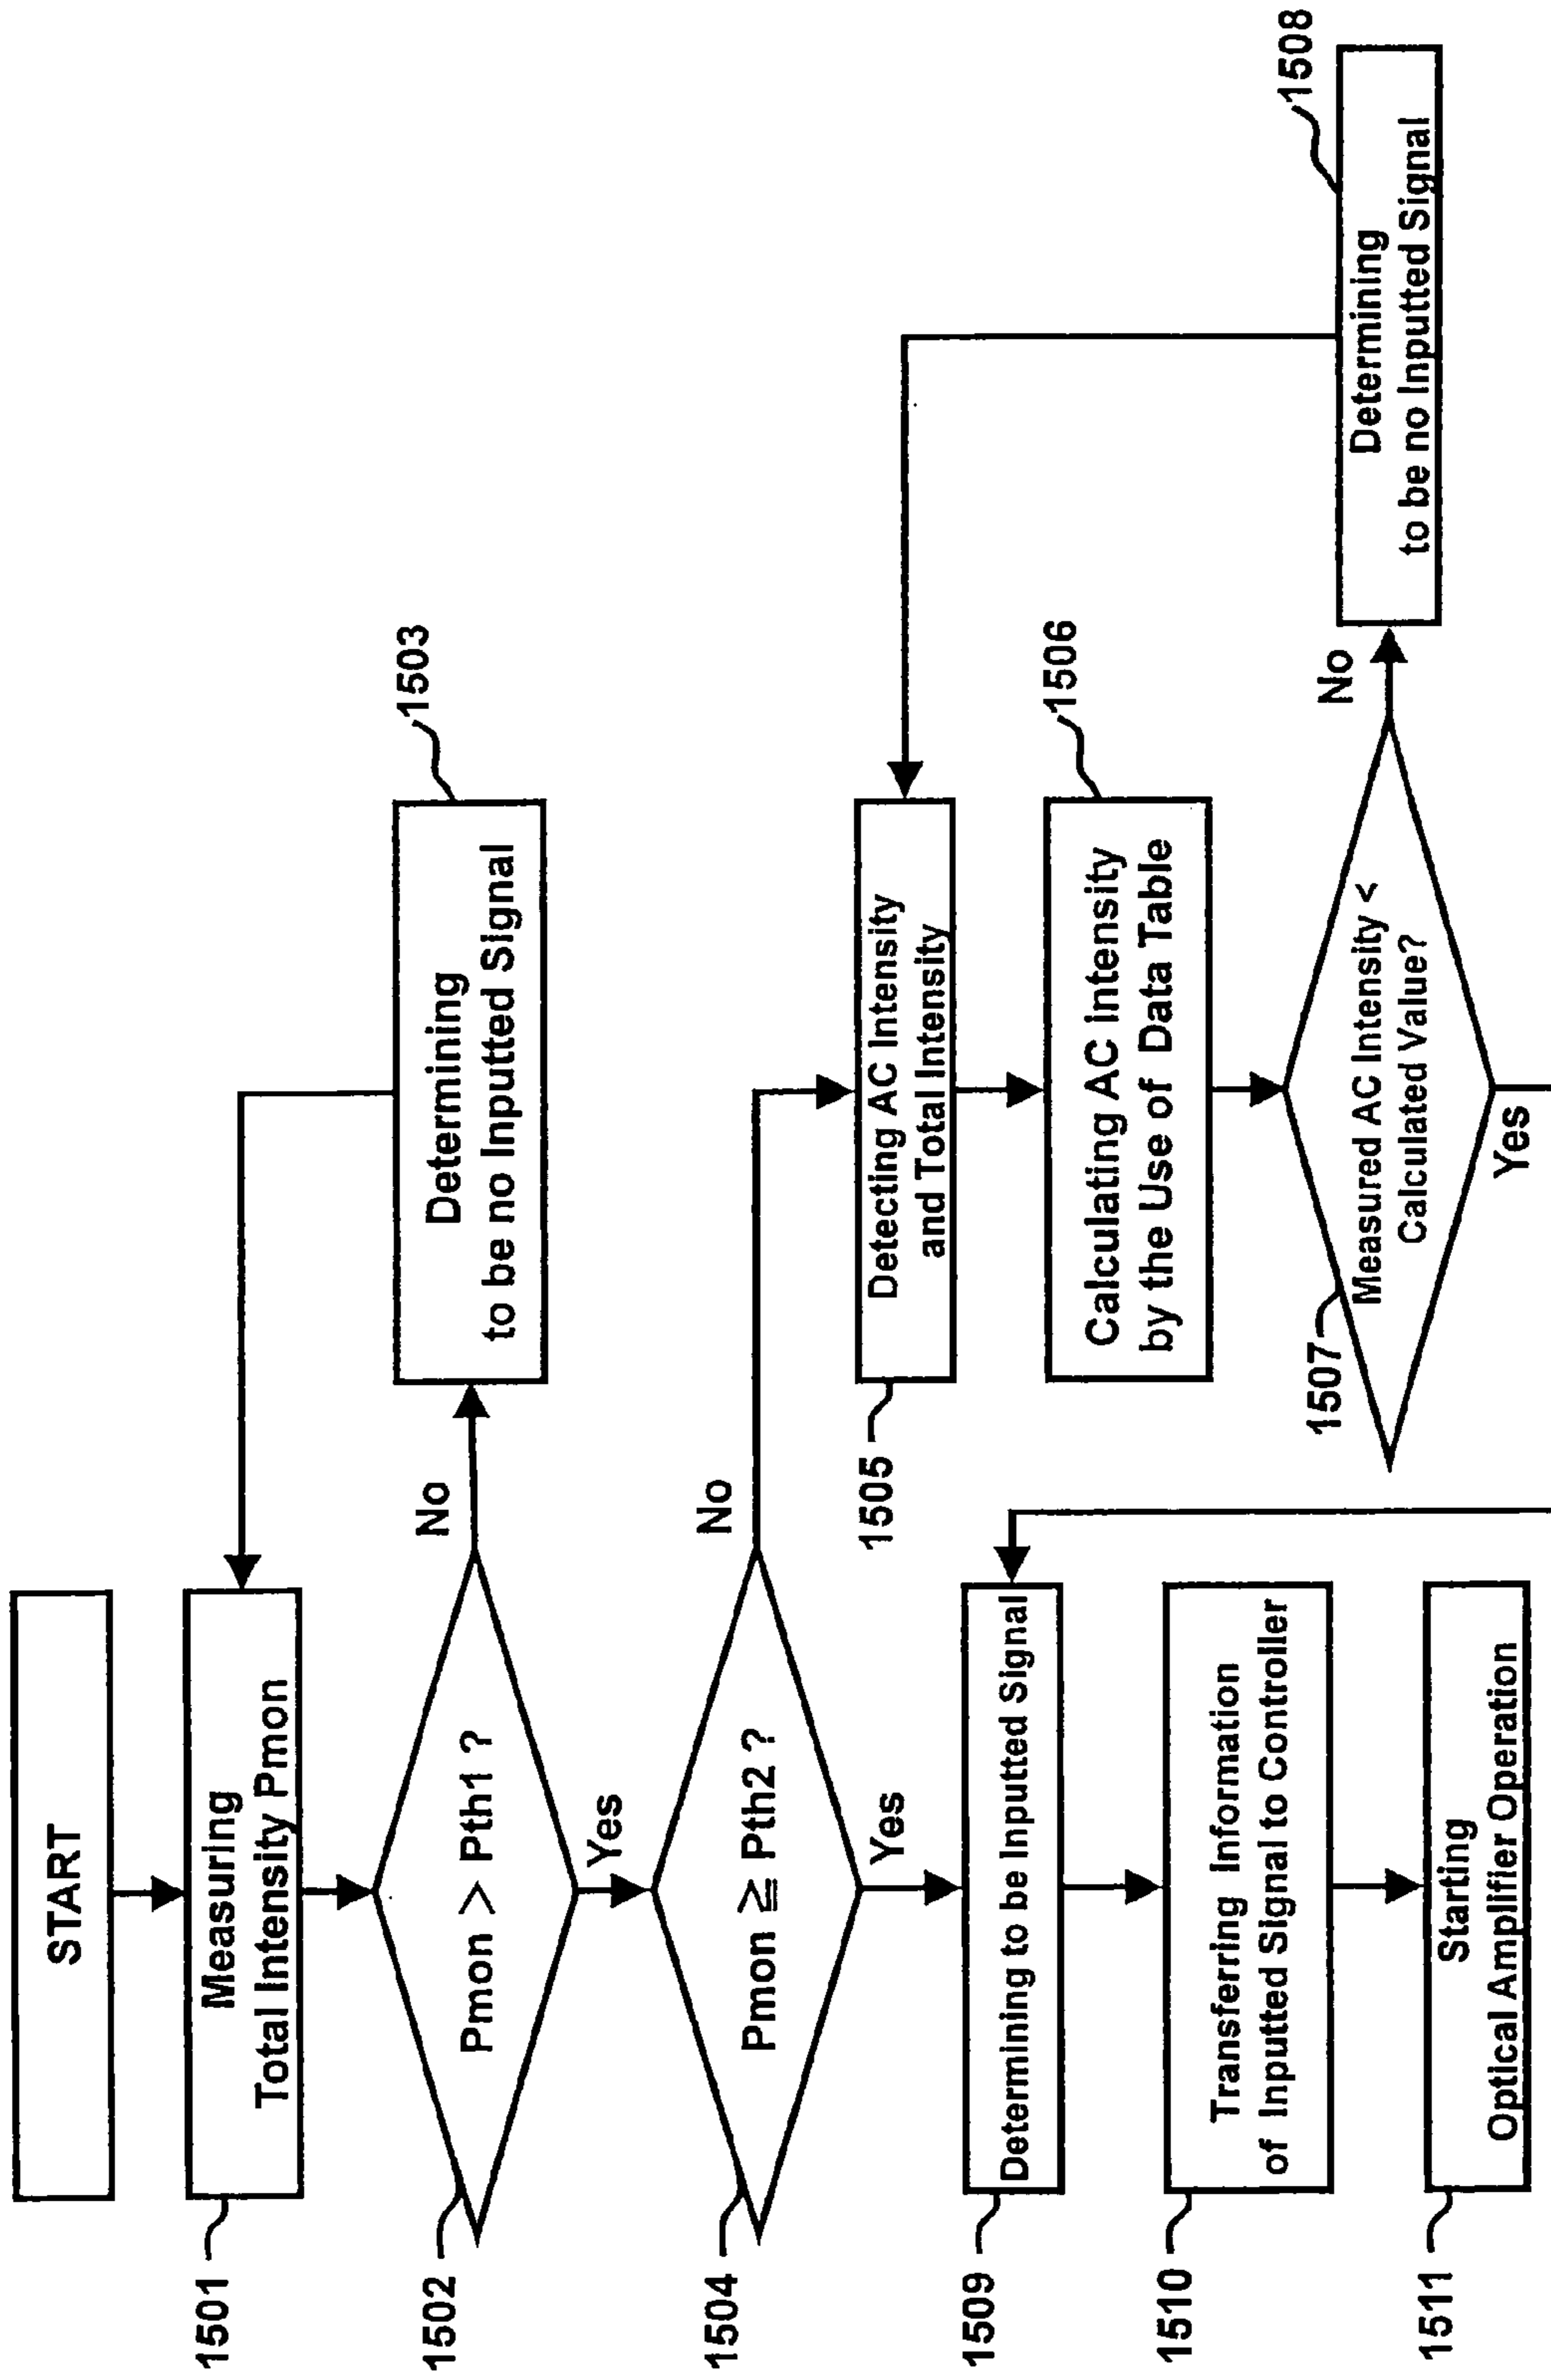 START
1501
Measuring
Total Intensity Pmon
1502
Pmon > Pth1 ?
No
1503
Determining
to be no Inputted Signal
Yes
1504
Pmon ≧ Pth2 ?
No
Yes
1505
Detecting AC Intensity
and Total Intensity
1506
Calculating AC Intensity
by the Use of Data Table
1507
Measured AC Intensity <
Calculated Value?
No
1508
Determining
to be no Inputted Signal
Yes
1509
Determining to be Inputted Signal
1510
Transferring Information
of Inputted Signal to Controller
1511
Starting
Optical Amplifier Operation